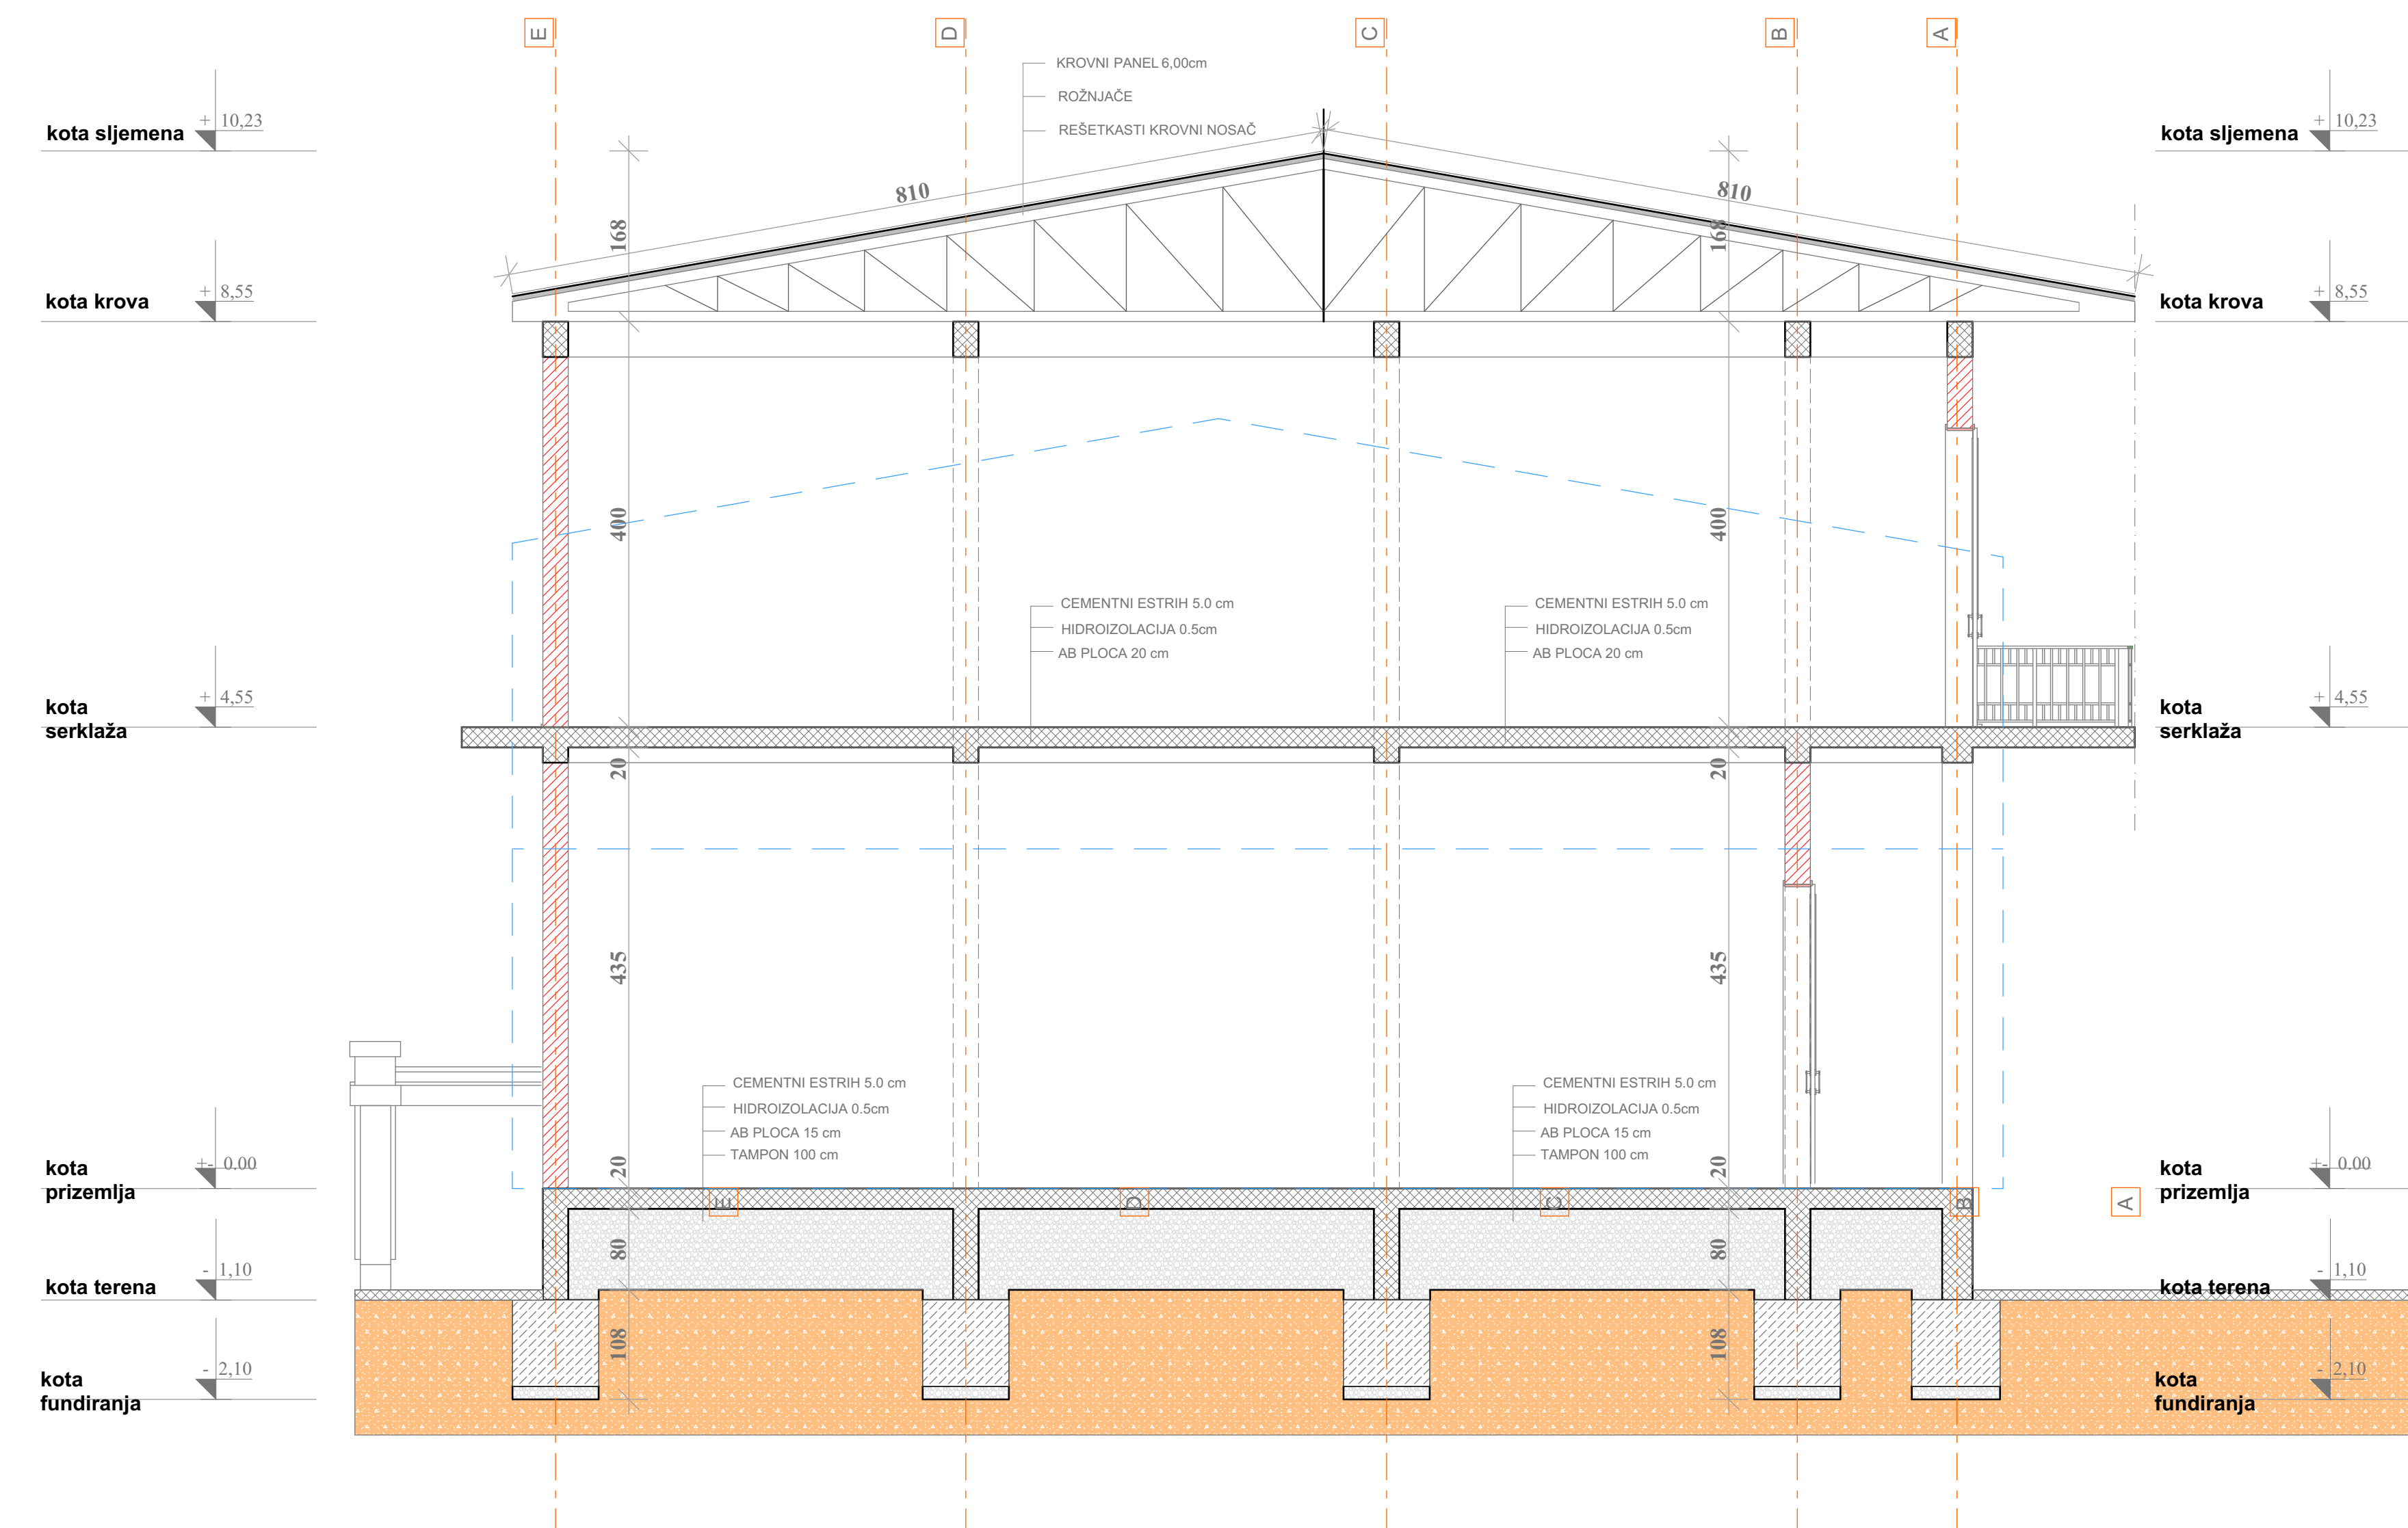 E
D
C
B
A
KROVNI PANEL 6,00cm
ROŽNJAČE
REŠETKASTI KROVNI NOSAČ
kota sljemena
+ 10,23
kota sljemena
+ 10,23
810
810
168
168
kota krova
+ 8,55
kota krova
+ 8,55
400
400
CEMENTNI ESTRIH 5.0 cm
HIDROIZOLACIJA 0.5cm
AB PLOCA 20 cm
CEMENTNI ESTRIH 5.0 cm
HIDROIZOLACIJA 0.5cm
AB PLOCA 20 cm
kota
serklaža
+ 4,55
kota
serklaža
+ 4,55
20
20
435
435
CEMENTNI ESTRIH 5.0 cm
HIDROIZOLACIJA 0.5cm
AB PLOCA 15 cm
TAMPON 100 cm
CEMENTNI ESTRIH 5.0 cm
HIDROIZOLACIJA 0.5cm
AB PLOCA 15 cm
TAMPON 100 cm
kota
prizemlja
+- 0.00
kota
prizemlja
+- 0.00
20
20
E
D
C
B
A
80
80
kota terena
- 1,10
kota terena
- 1,10
108
108
kota
fundiranja
- 2,10
kota
fundiranja
- 2,10